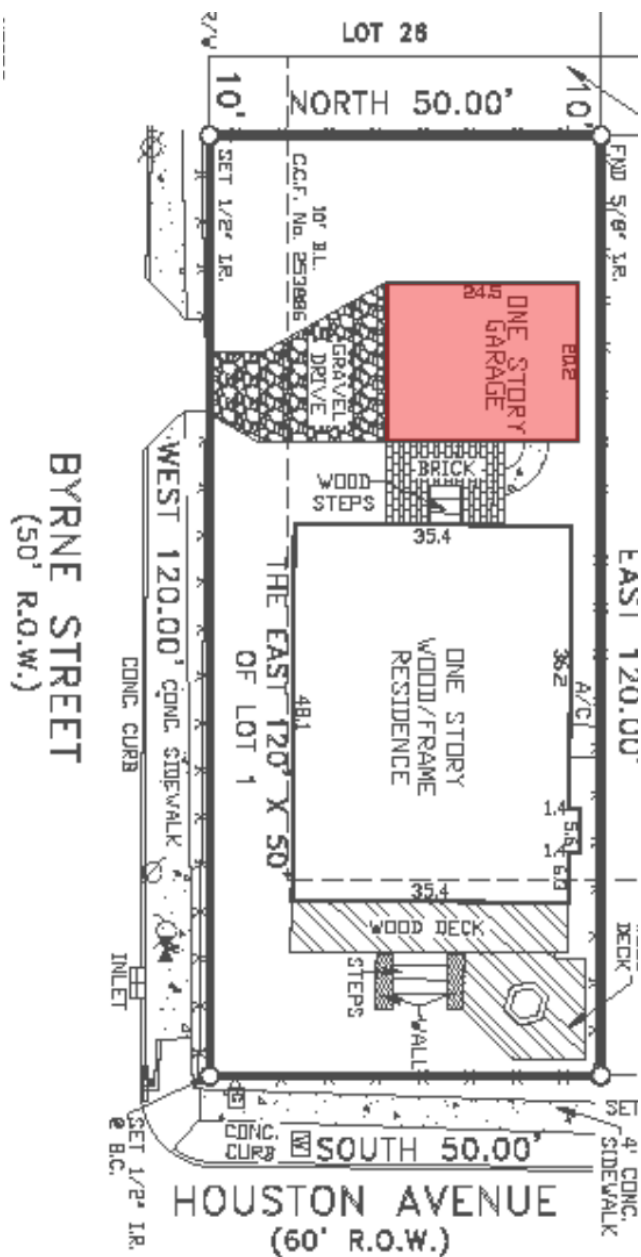 R/W
LOT 26
10'
NORTH 50.00'
10'
SET 1/2" I.R.
10' B.L.
C.C.F. No. 253886
FND 5/8" I.R.
24.5
ONE STORY
GARAGE
20.2
GRAVEL
DRIVE
BRICK
WOOD
STEPS
35.4
WEST 120.00'
EAST 120.00'
BYRNE STREET
(50' R.O.W.)
CONC. CURB
CONC SIDEWALK
THE EAST 120' X 50'
OF LOT 1
48.1
ONE STORY
WOOD/FRAME
RESIDENCE
36.2
A/C
1.4
5.6
1.4
6.3
35.4
WOOD DECK
DECK
STEPS
WALL
INLET
SET 1/2" I.R.
@ B.C.
CONC.
CURB
W
SOUTH 50.00'
SET
4' CONC.
SIDEWALK
HOUSTON AVENUE
(60' R.O.W.)